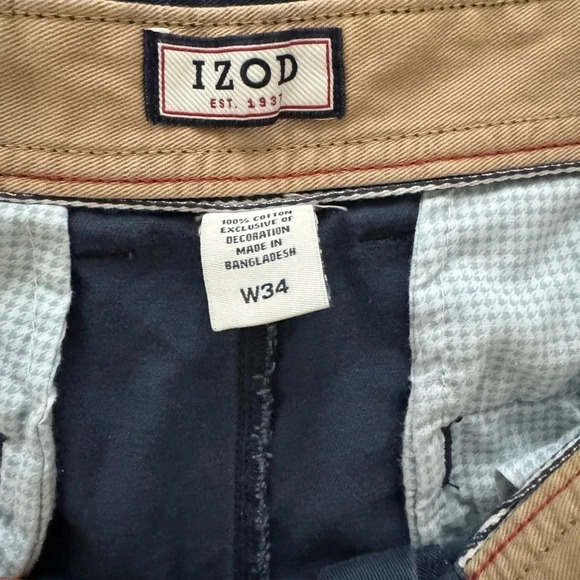 IZOD
EST. 193
100% COTTON
EXCLUSIVE OF
DECORATION
MADE IN
BANGLADESH
W34